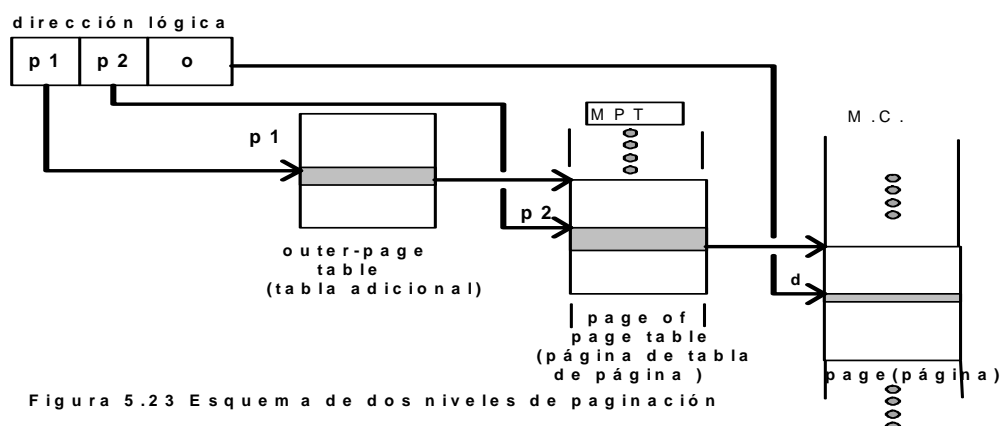 dirección lógica
p1 p2 o
MPT
M.C.
p1
p2
outer-page
table
(tabla adicional)
d
page of
page table
(página de tabla
de página )
page(página)
Figura 5.23 Esquema de dos niveles de paginación